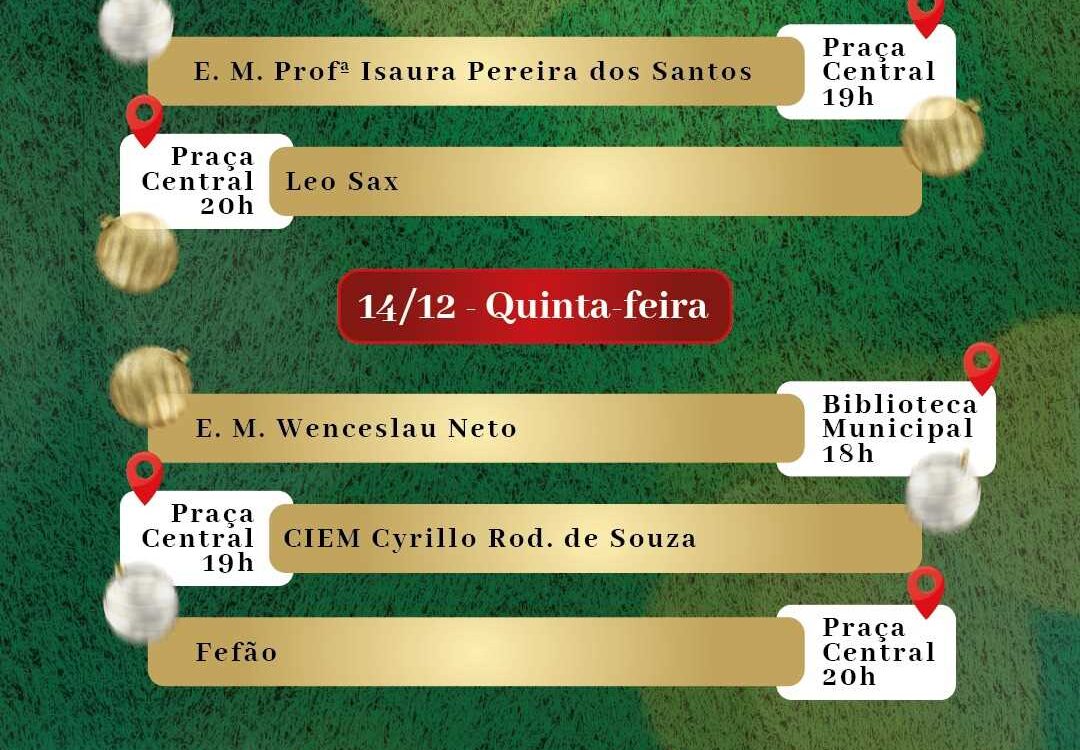 E. M. Profª Isaura Pereira dos Santos
Praça
Central
19h
Praça
Central
20h
Leo Sax
14/12 - Quinta-feira
E. M. Wenceslau Neto
Biblioteca
Municipal
18h
Praça
Central
19h
CIEM Cyrillo Rod. de Souza
Fefão
Praça
Central
20h